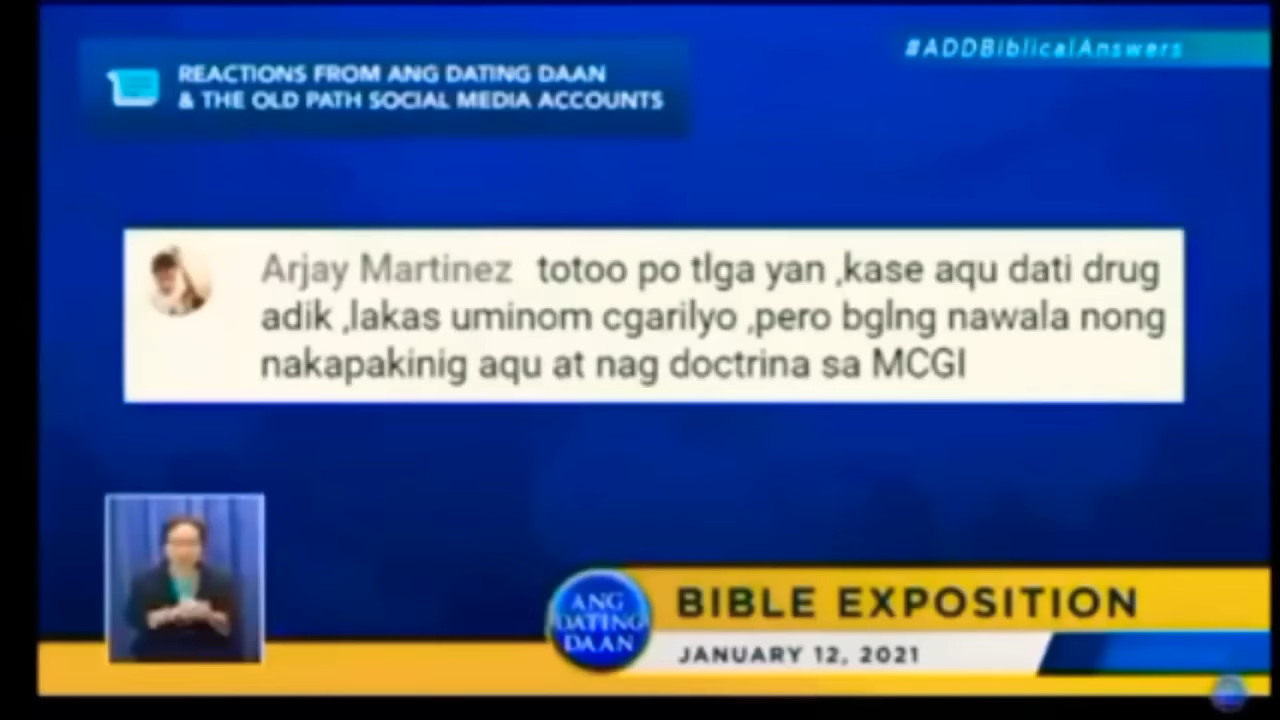 #ADDBiblicalAnswers
REACTIONS FROM ANG DATING DAAN
& THE OLD PATH SOCIAL MEDIA ACCOUNTS
Arjay Martinez totoo po tlga yan ,kase aqu dati drug
adik ,lakas uminom cgarilyo ,pero bglng nawala nong
nakapakinig aqu at nag doctrina sa MCGI
ANG
DATING
DAAN
BIBLE EXPOSITION
JANUARY 12, 2021